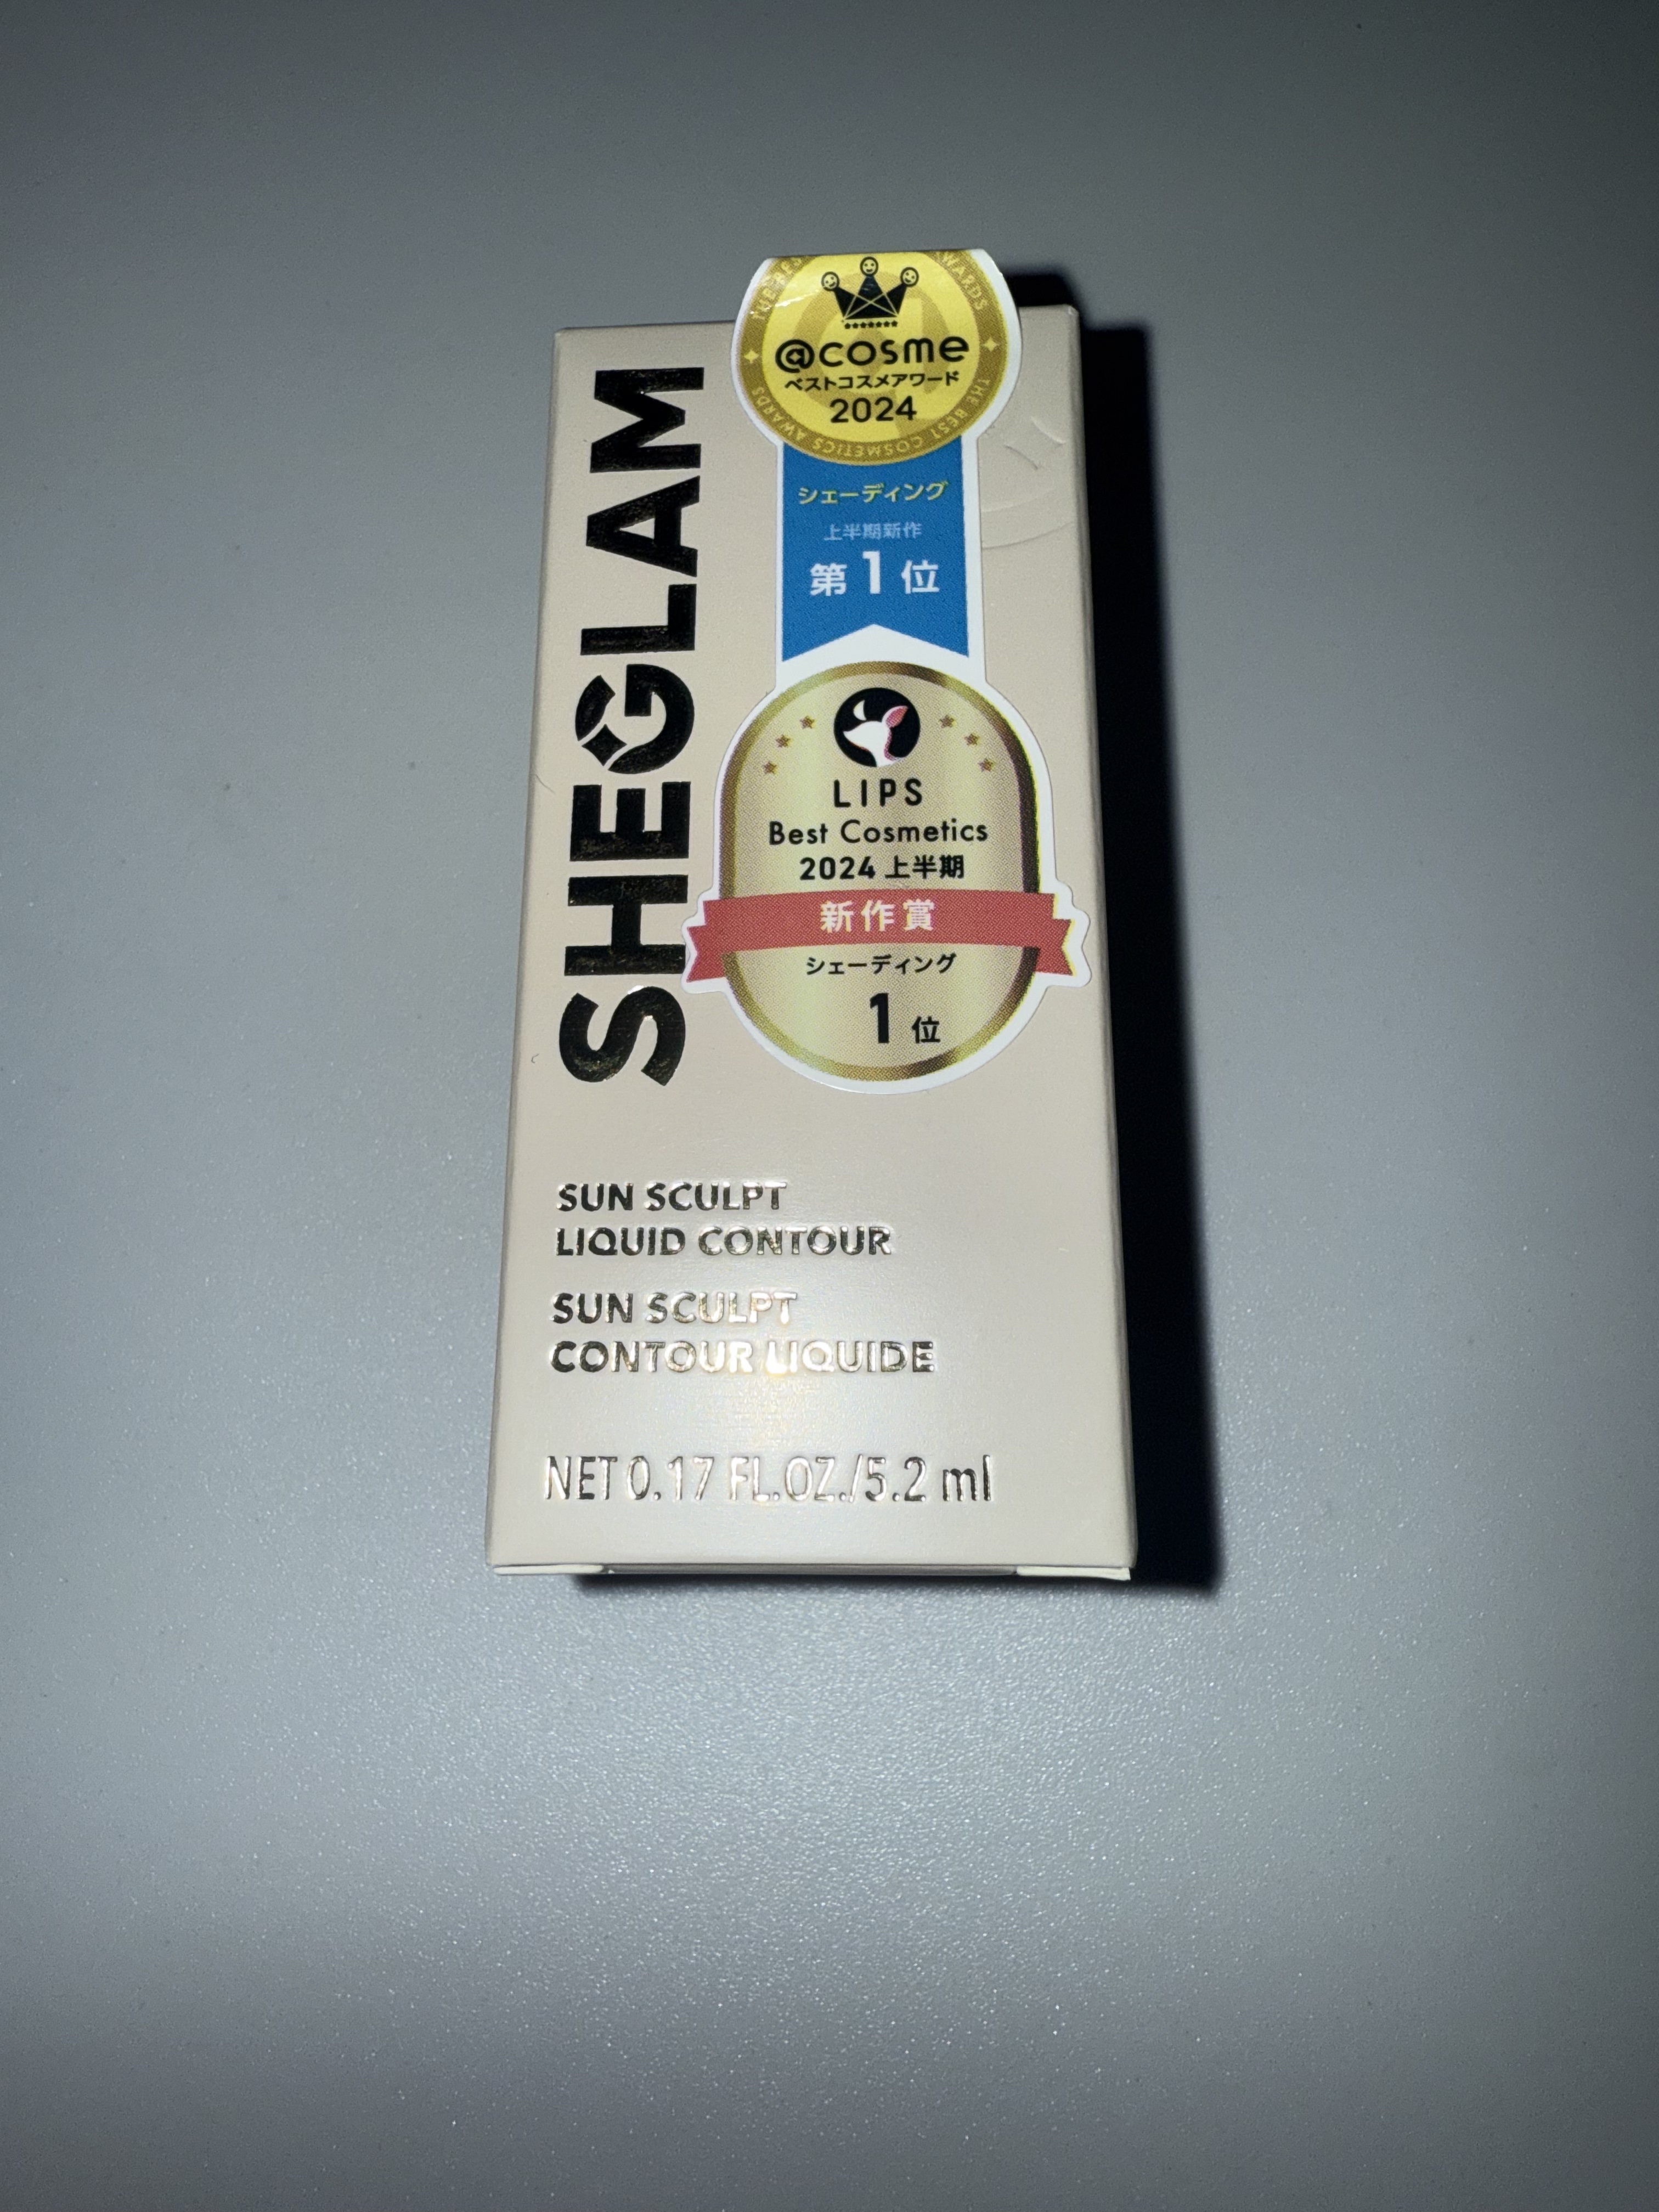 SHEGLAM
@cosme
ベストコスメアワード
2024
THE BEST COSMETICS AWARDS
シェーディング
上半期新作
第1位
LIPS
Best Cosmetics
2024 上半期
新作賞
シェーディング
1位
SUN SCULPT
LIQUID CONTOUR
SUN SCULPT
CONTOUR LIQUIDE
NET 0.17 FL.OZ./5.2 ml